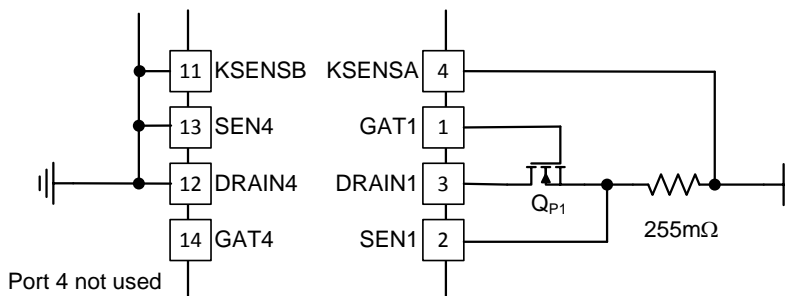 11 KSENSB KSENSA 4
13 SEN4 GAT1 1
12 DRAIN4 DRAIN1 3
QP1
14 GAT4 SEN1 2 255mΩ
Port 4 not used